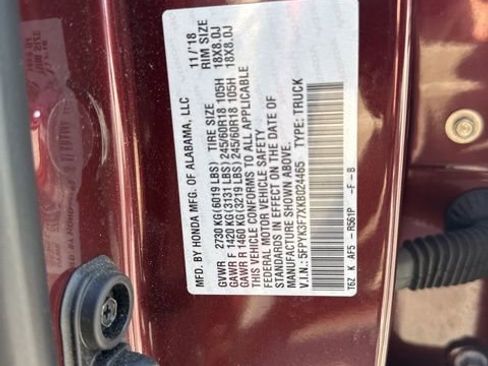 MFD. BY HONDA MFG. OF ALABAMA, LLC 11/'18
TIRE SIZE RIM SIZE
GVWR 2730 KG(6019 LBS)
GAWR F 1420 KG(3131 LBS) 245/60R18 105H 18X8.0J
GAWR R 1460 KG(3219 LBS) 245/60R18 105H 18X8.0J
THIS VEHICLE CONFORMS TO ALL APPLICABLE
FEDERAL MOTOR VEHICLE SAFETY
STANDARDS IN EFFECT ON THE DATE OF
MANUFACTURE SHOWN ABOVE.
V.I.N.: 5FPYK3F7XKB024465 TYPE: TRUCK
T6Z K AF5 -R561P -F -B